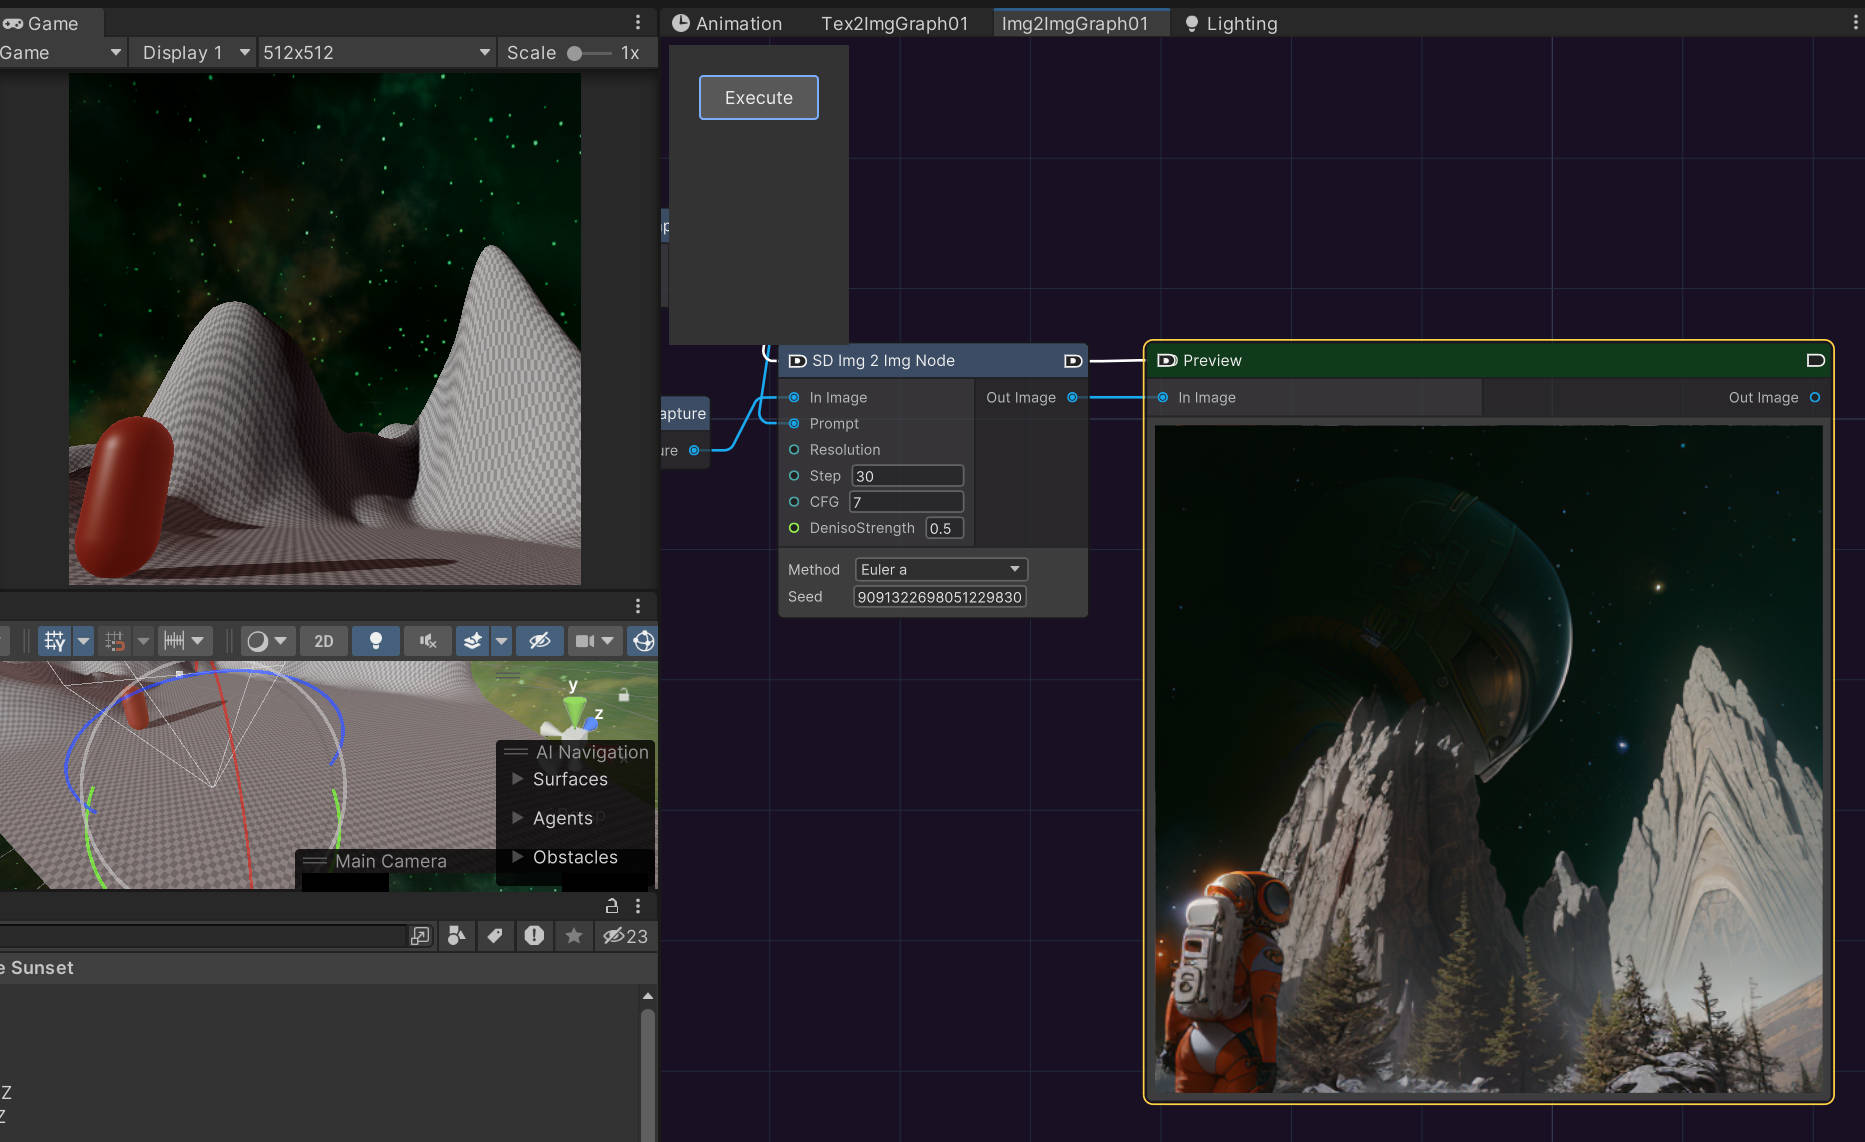 Game
Animation
Tex2ImgGraph01
Img2ImgGraph01
Lighting
Game
Display 1
512x512
Scale
1x
Execute
SD Img 2 Img Node
Preview
In Image
Out Image
In Image
Out Image
apture
Prompt
ure
Resolution
Step
30
CFG
7
DenisoStrength
0.5
Method
Euler a
Seed
9091322698051229830
2D
y
z
AI Navigation
Surfaces
Agents
Obstacles
Main Camera
23
e Sunset
Z
Z